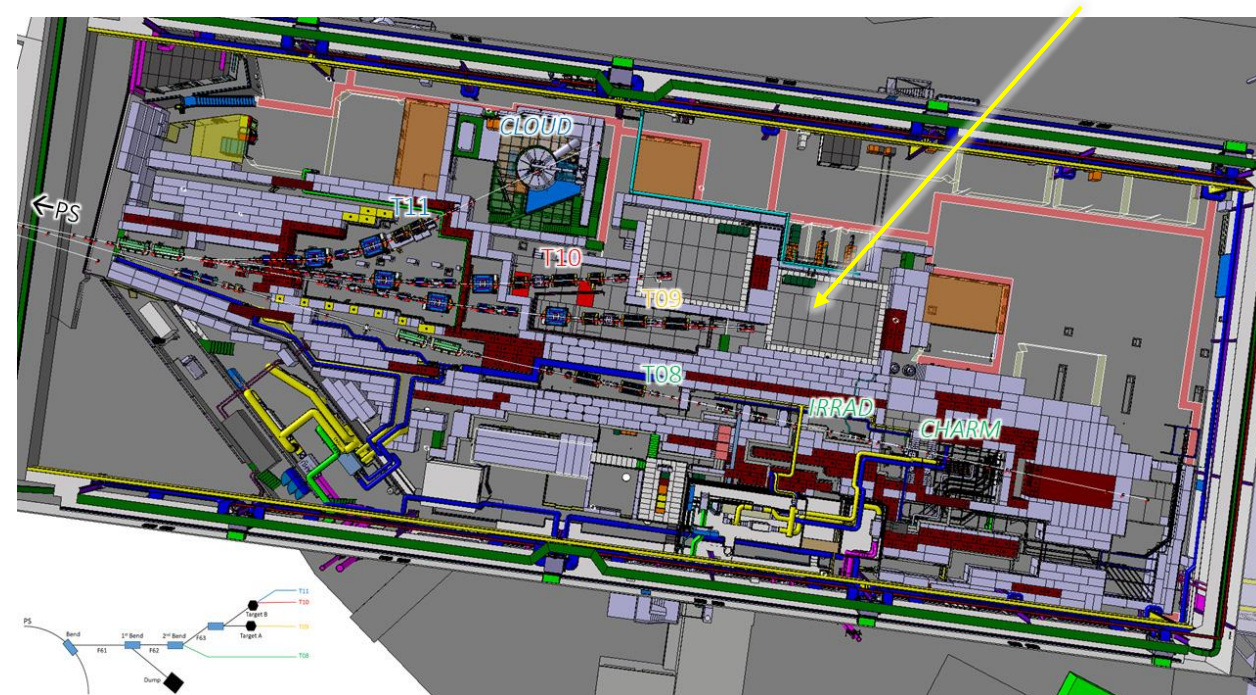 CLOUD
T11
←PS
T10
T09
T08
IRRAD
CHARM
T11
T10
Target B
PS
Bend
1st Bend
2nd Bend
F63
Target A
T09
F61
F62
T08
Dump